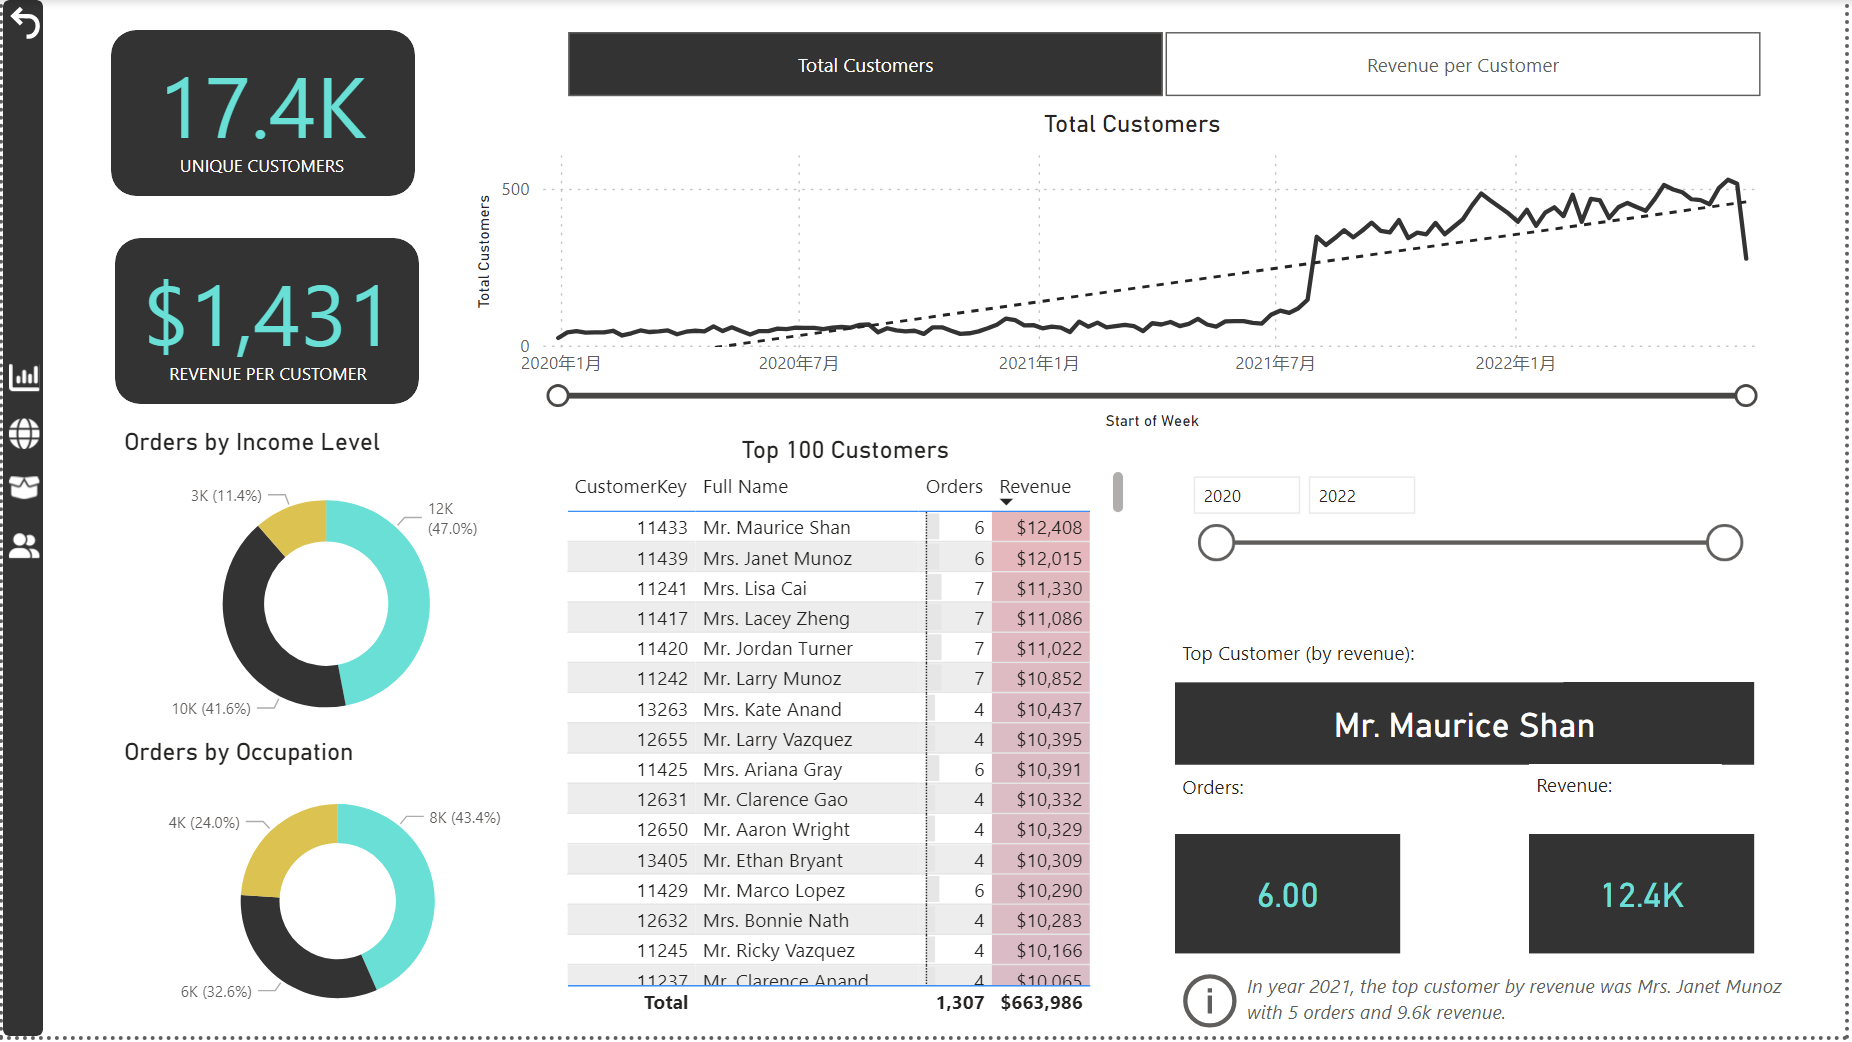 17.4K
UNIQUE CUSTOMERS
$1,431
REVENUE PER CUSTOMER
Total Customers
Revenue per Customer
Total Customers
Total Customers
500
0
2020年1月
2020年7月
2021年1月
2021年7月
2022年1月
Start of Week
Orders by Income Level
3K (11.4%)
12K
(47.0%)
10K (41.6%)
Orders by Occupation
4K (24.0%)
8K (43.4%)
6K (32.6%)
Top 100 Customers
CustomerKey Full Name Orders Revenue
11433 Mr. Maurice Shan 6 $12,408
11439 Mrs. Janet Munoz 6 $12,015
11241 Mrs. Lisa Cai 7 $11,330
11417 Mrs. Lacey Zheng 7 $11,086
11420 Mr. Jordan Turner 7 $11,022
11242 Mr. Larry Munoz 7 $10,852
13263 Mrs. Kate Anand 4 $10,437
12655 Mr. Larry Vazquez 4 $10,395
11425 Mrs. Ariana Gray 6 $10,391
12631 Mr. Clarence Gao 4 $10,332
12650 Mr. Aaron Wright 4 $10,329
13405 Mr. Ethan Bryant 4 $10,309
11429 Mr. Marco Lopez 6 $10,290
12632 Mrs. Bonnie Nath 4 $10,283
11245 Mr. Ricky Vazquez 4 $10,166
11237 Mr. Clarence Anand 4 $10,065
Total 1,307 $663,986
2020
2022
Top Customer (by revenue):
Mr. Maurice Shan
Orders:
Revenue:
6.00
12.4K
In year 2021, the top customer by revenue was Mrs. Janet Munoz
with 5 orders and 9.6k revenue.